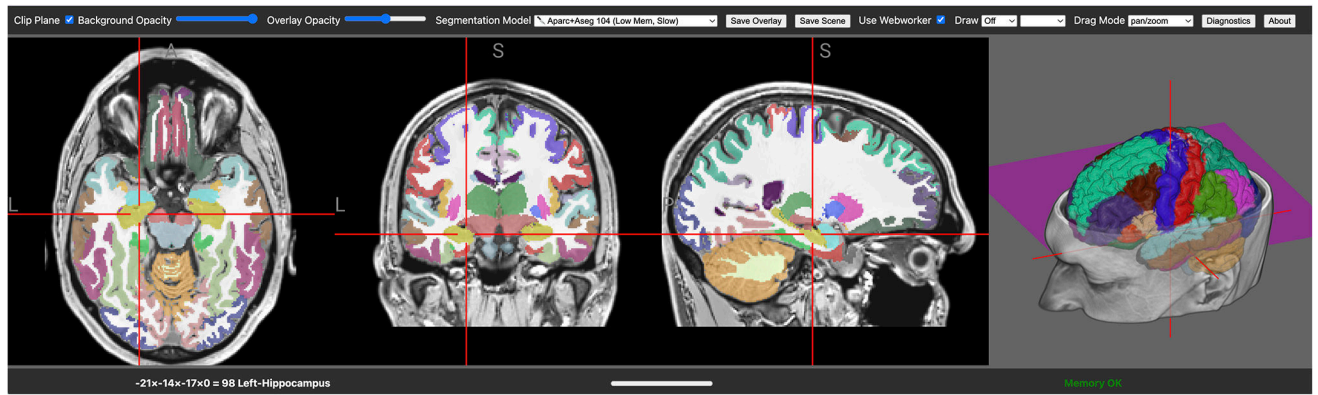 Clip Plane Background Opacity Overlay Opacity Segmentation Model Aparc+Aseg 104 (Low Mem, Slow) Save Overlay Save Scene Use Webworker Draw Off Drag Mode pan/zoom Diagnostics About
A S S
L L P
-21×-14×-17×0 = 98 Left-Hippocampus Memory OK